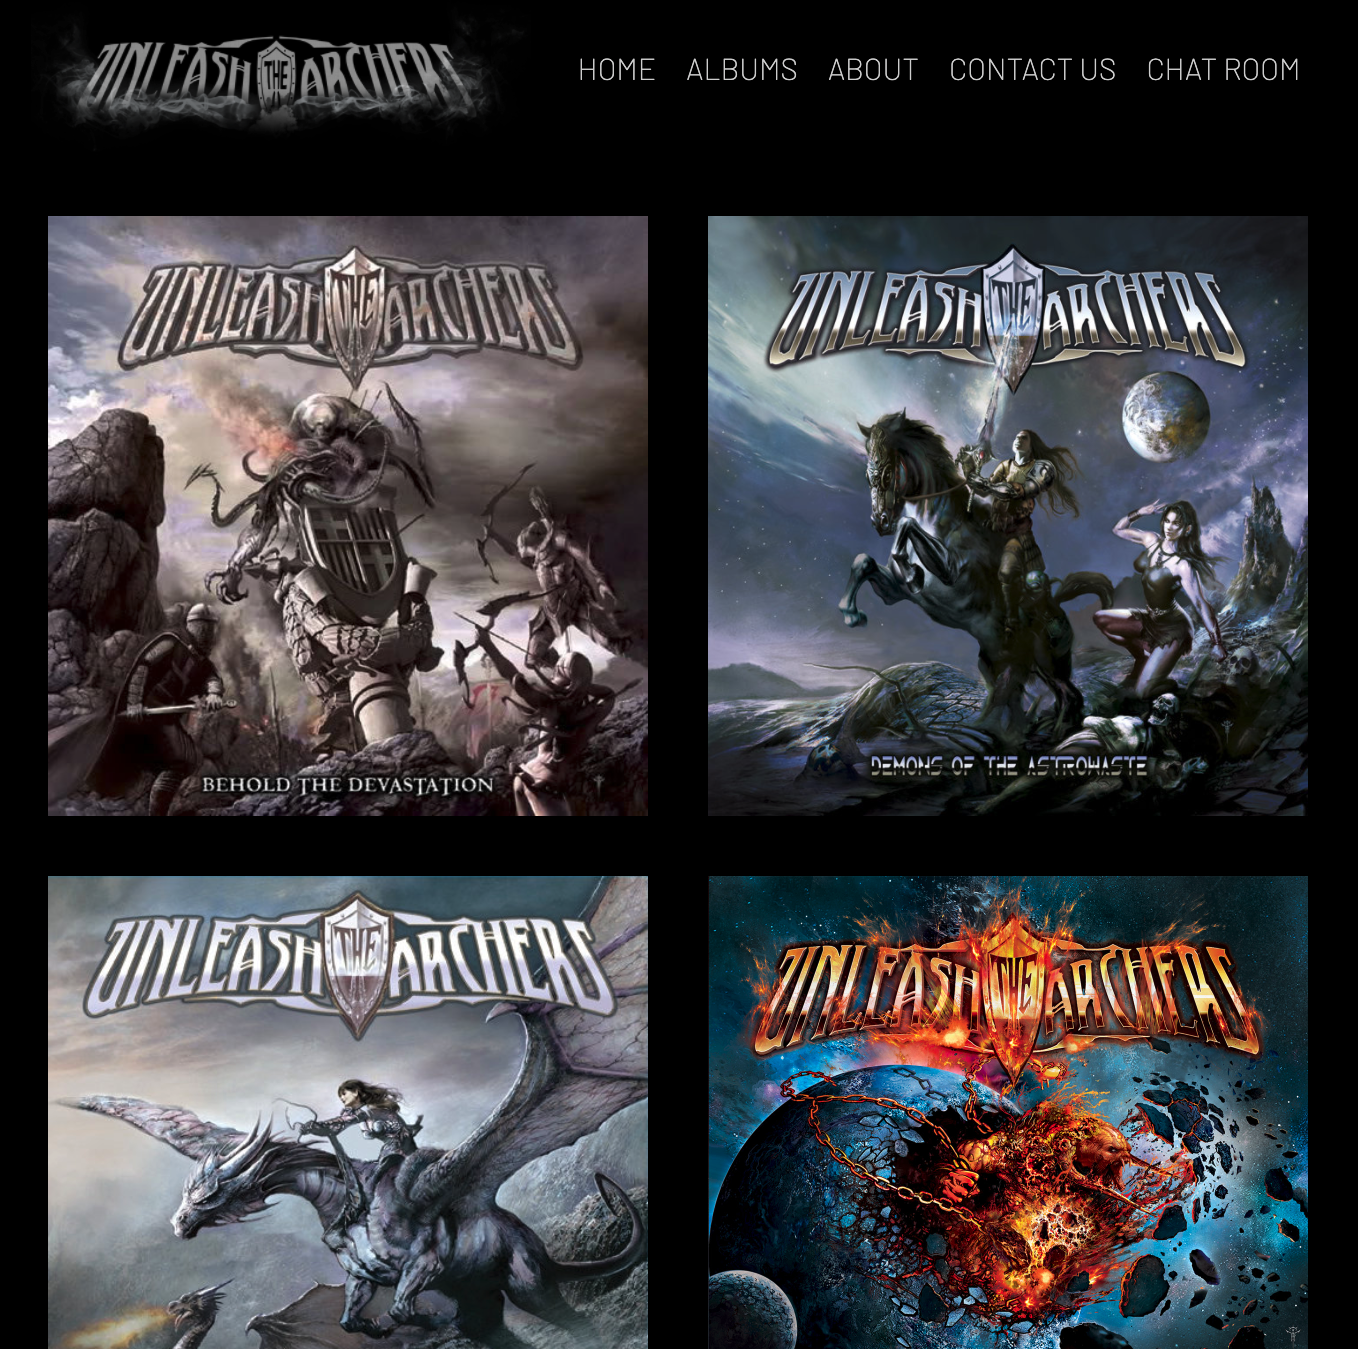 UNLEASH THE ARCHERS
HOME ALBUMS ABOUT CONTACT US CHAT ROOM
UNLEASH THE ARCHERS
BEHOLD THE DEVASTATION
UNLEASH THE ARCHERS
DEMONS OF THE ASTROWASTE
UNLEASH THE ARCHERS
UNLEASH THE ARCHERS